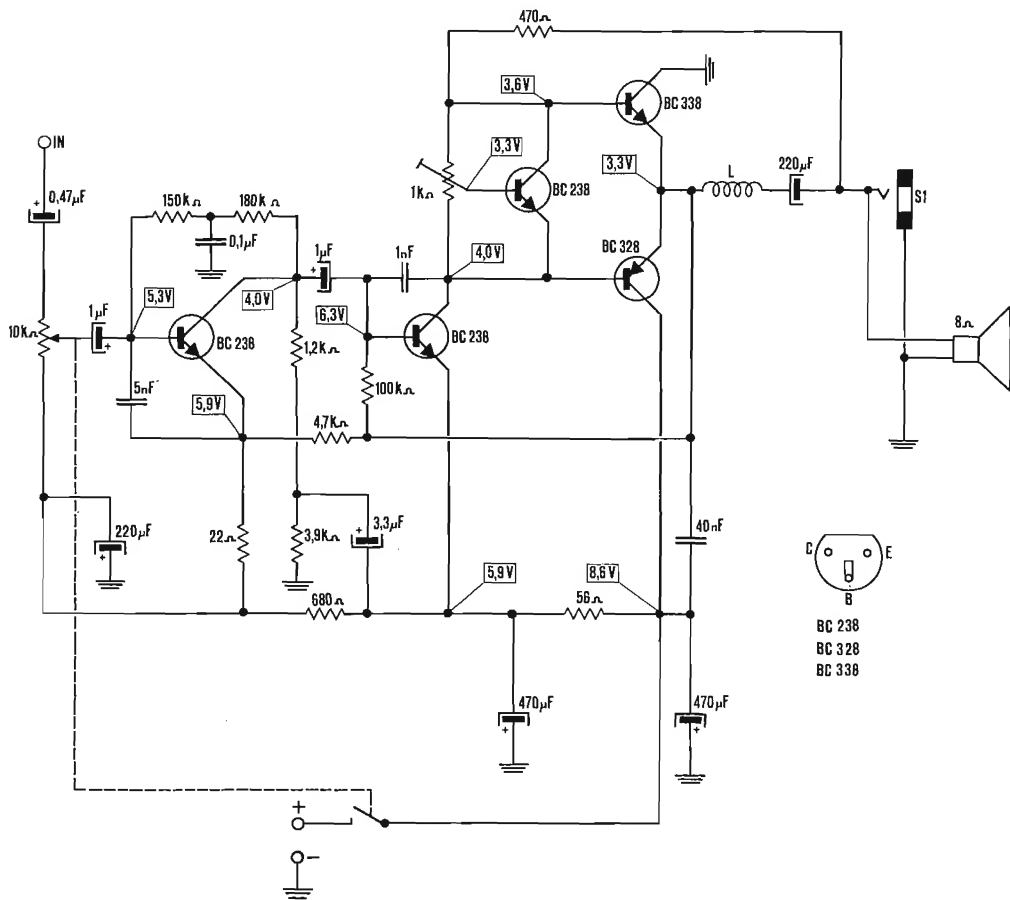 470Ω
3,6V
BC 338
IN
3,3V
3,3V
L
220μF
0,47μF
150kΩ
180kΩ
1kΩ
BC 238
S1
0,1μF
1μF
1nF
4,0V
BC 328
1μF
5,3V
4,0V
6,3V
8Ω
10kΩ
BC 238
1,2kΩ
BC 238
5nF
100kΩ
5,9V
4,7kΩ
220μF
22Ω
3,9kΩ
3,3μF
40nF
C
E
B
5,9V
8,6V
680Ω
56Ω
BC 238
BC 328
BC 338
470μF
470μF
+
-